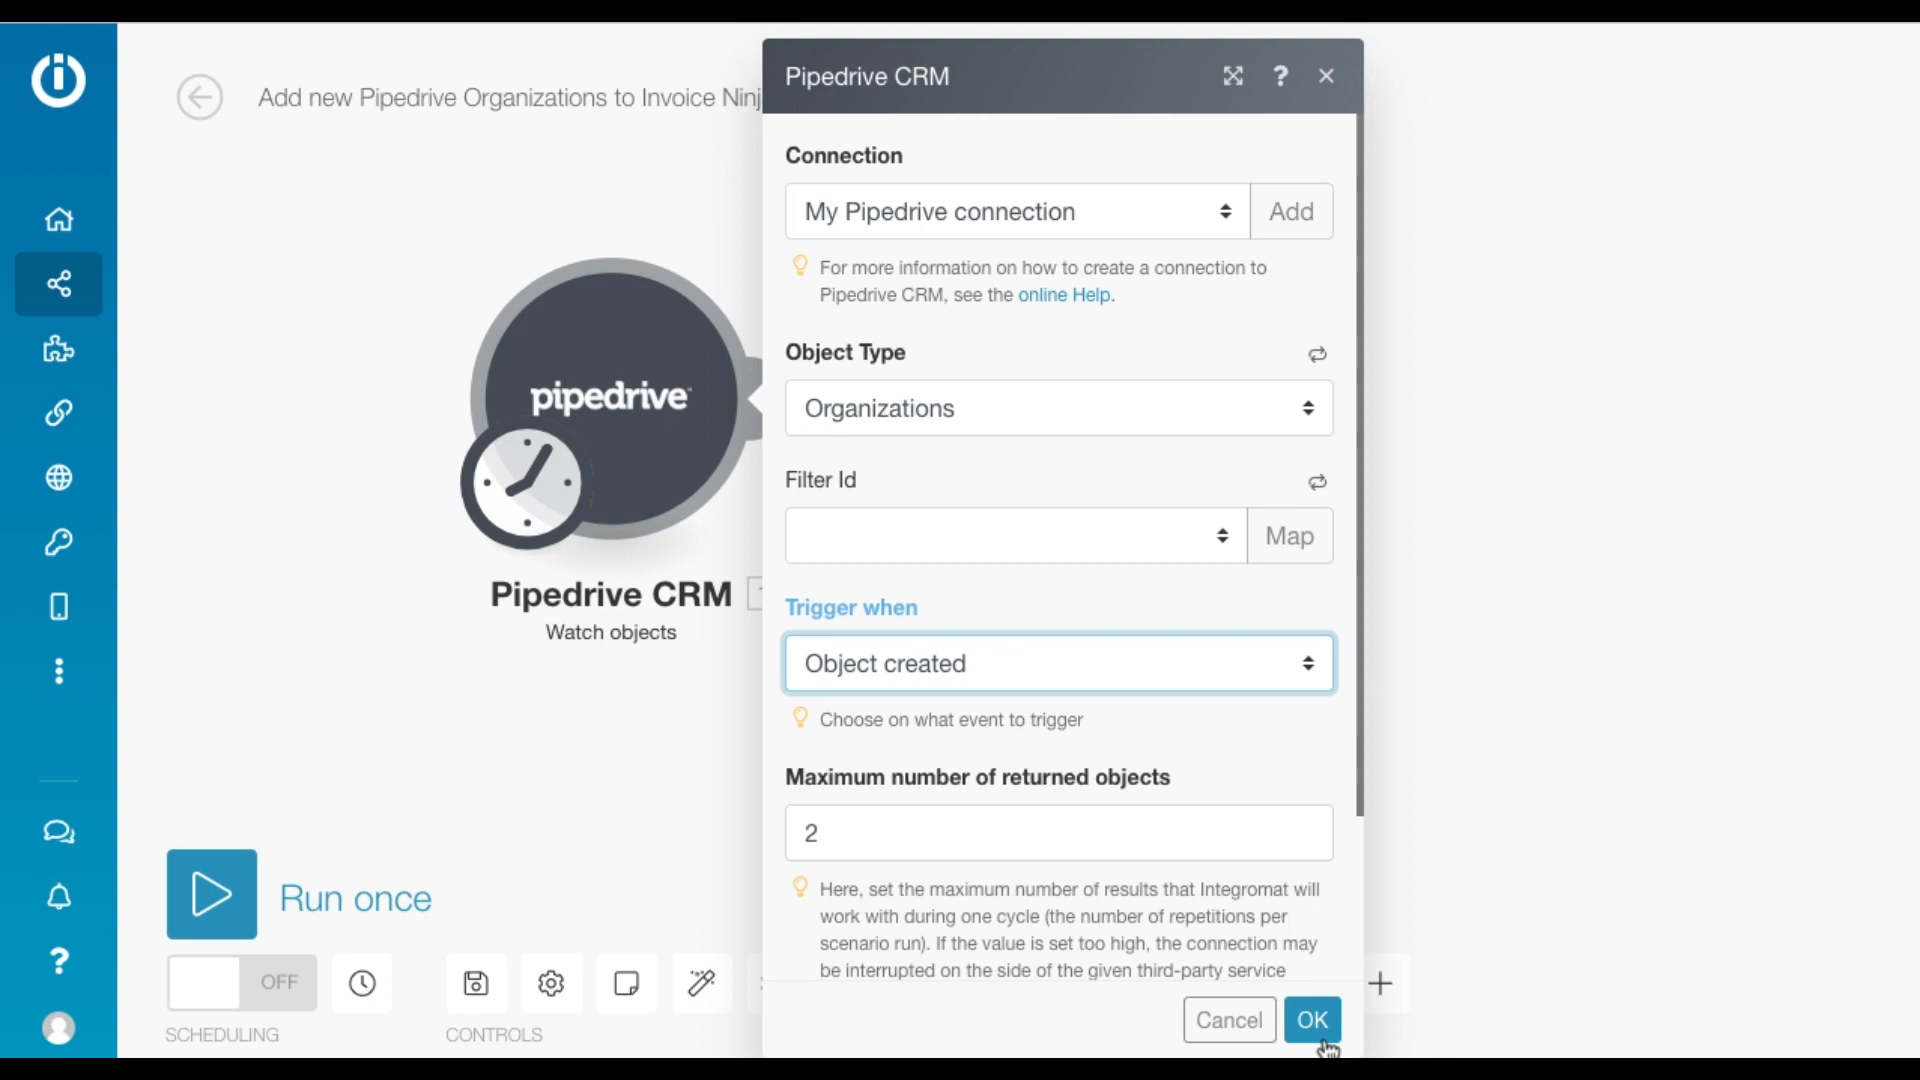 Pipedrive CRM
?
Add new Pipedrive Organizations to Invoice Ninj
Connection
My Pipedrive connection
Add
For more information on how to create a connection to
Pipedrive CRM, see the online Help.
Object Type
Organizations
Filter Id
Map
pipedrive
Pipedrive CRM
Watch objects
Trigger when
Object created
Choose on what event to trigger
Maximum number of returned objects
2
Here, set the maximum number of results that Integromat will
work with during one cycle (the number of repetitions per
scenario run). If the value is set too high, the connection may
be interrupted on the side of the given third-party service
Cancel
OK
Run once
OFF
SCHEDULING
CONTROLS
?